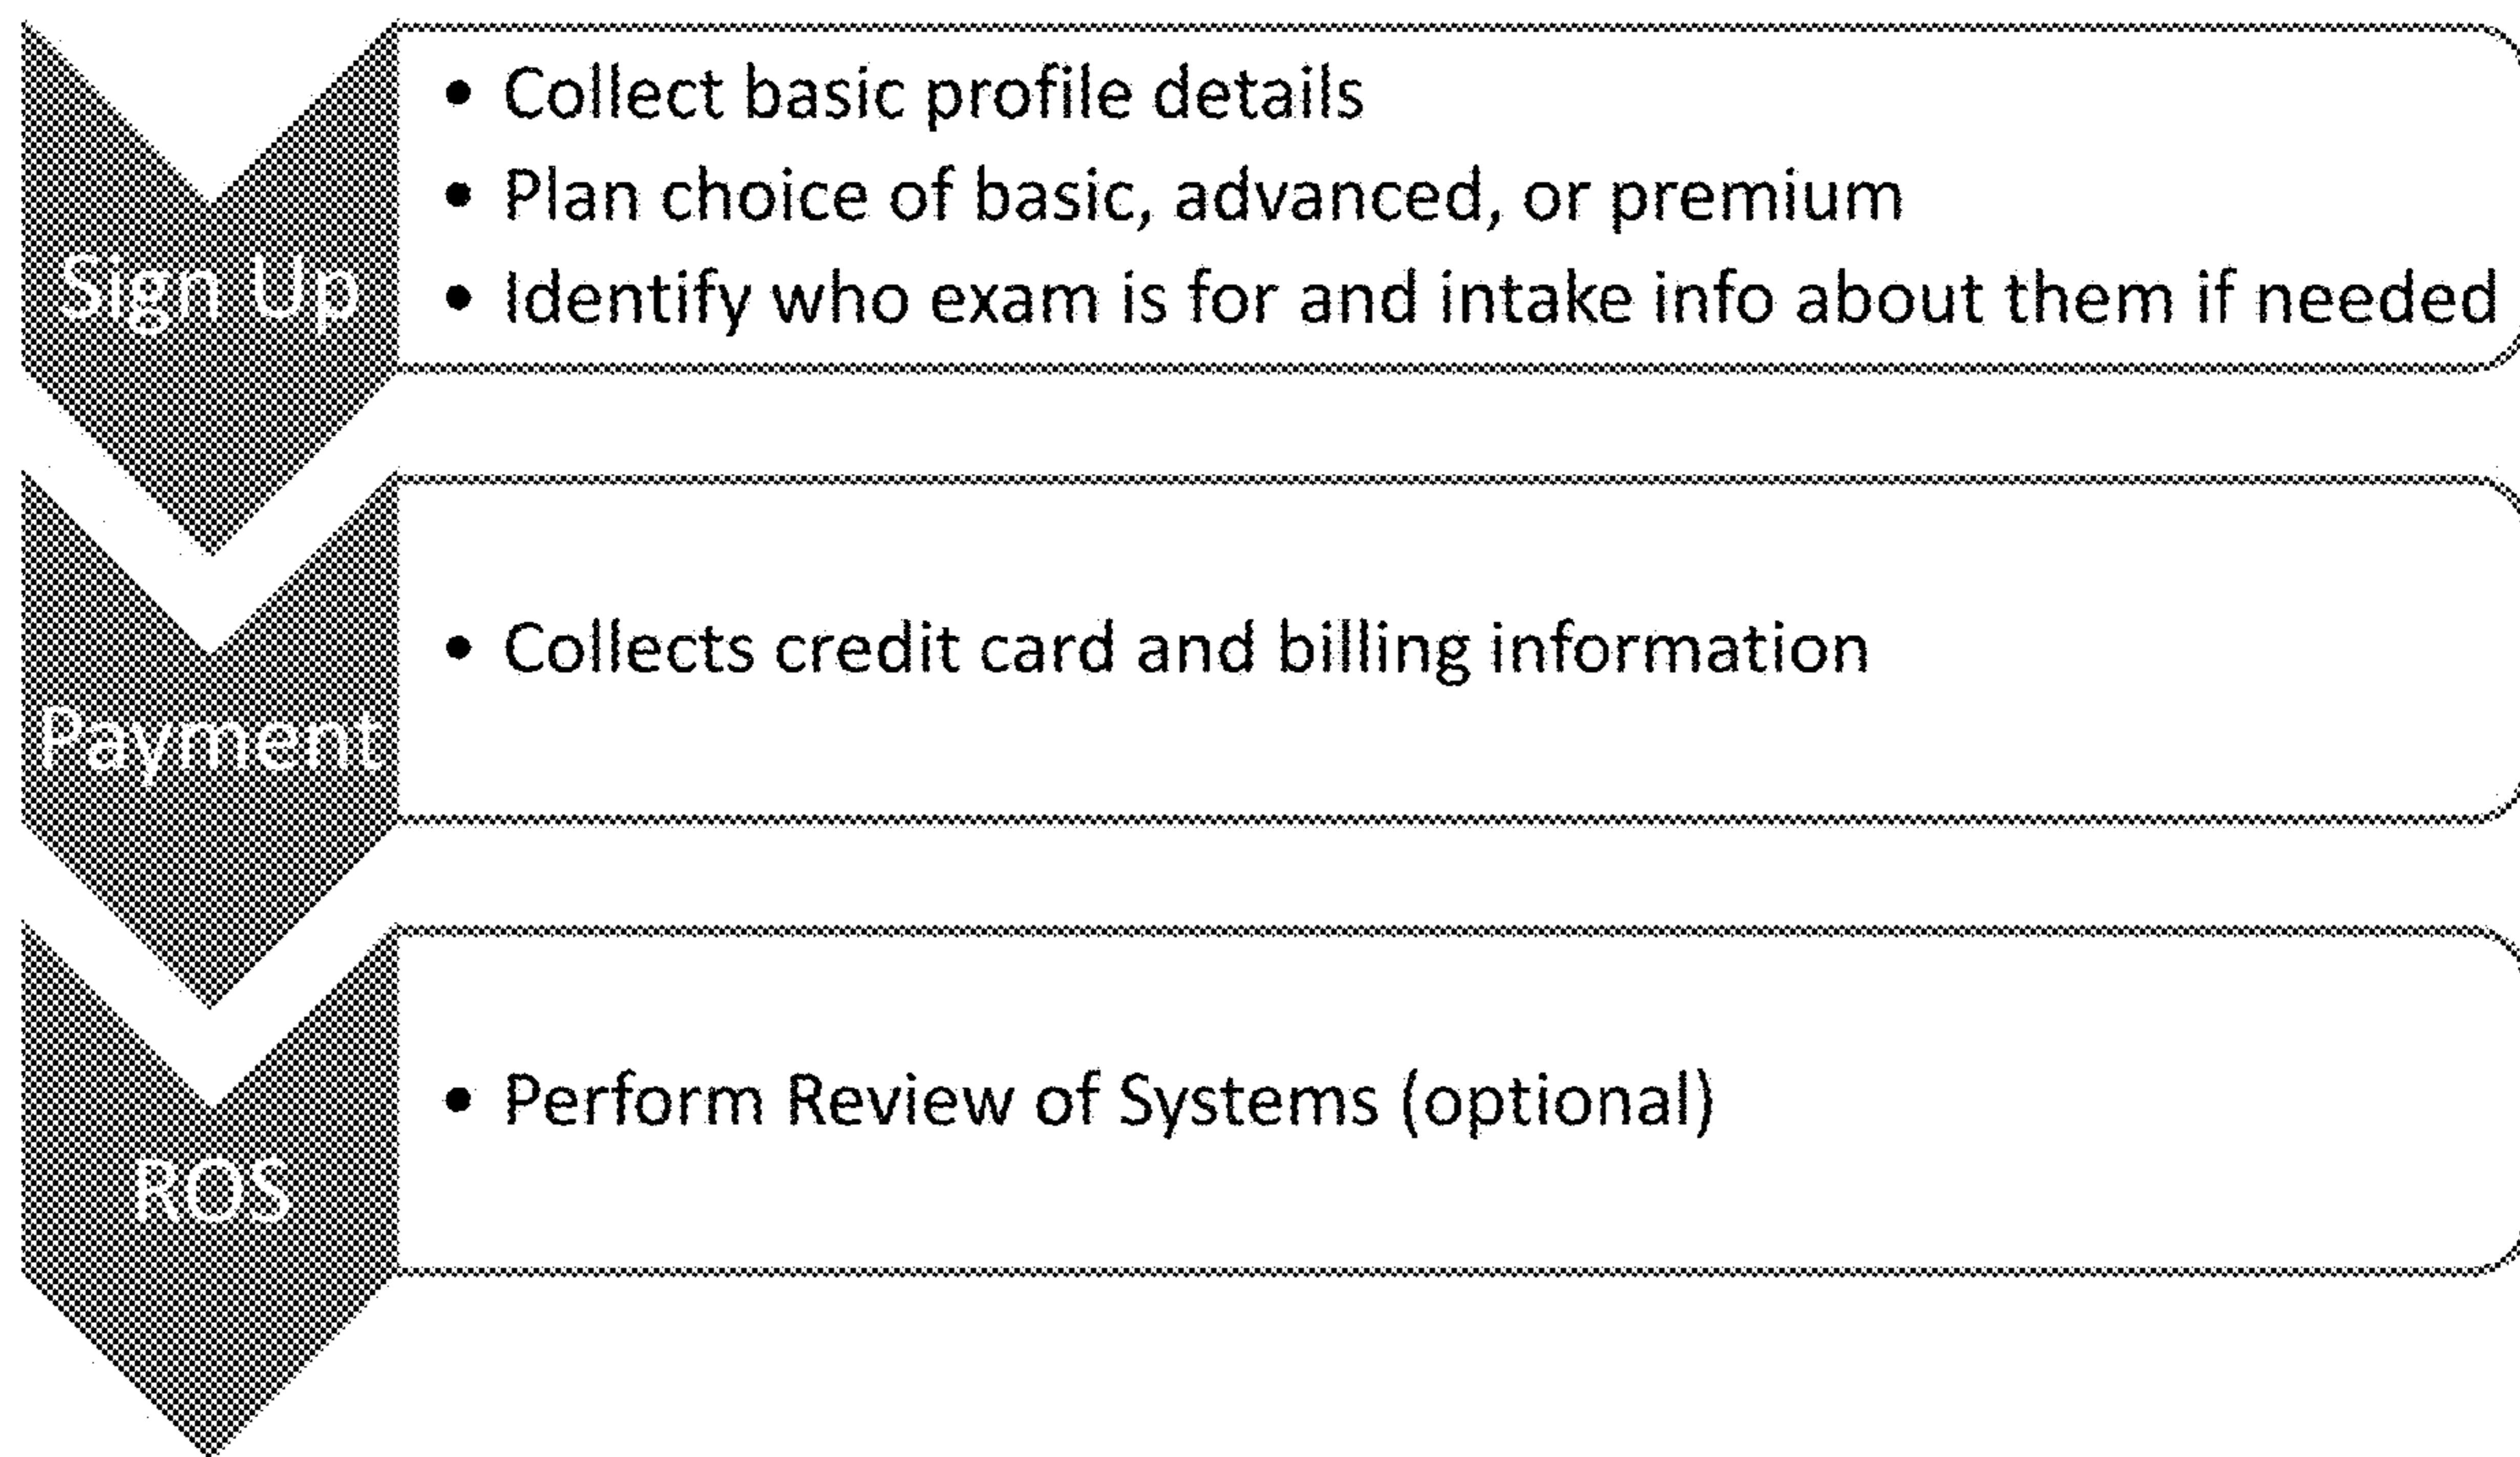 Sign Up
• Collect basic profile details
• Plan choice of basic, advanced, or premium
• Identify who exam is for and intake info about them if needed
Payment
• Collects credit card and billing information
ROS
• Perform Review of Systems (optional)